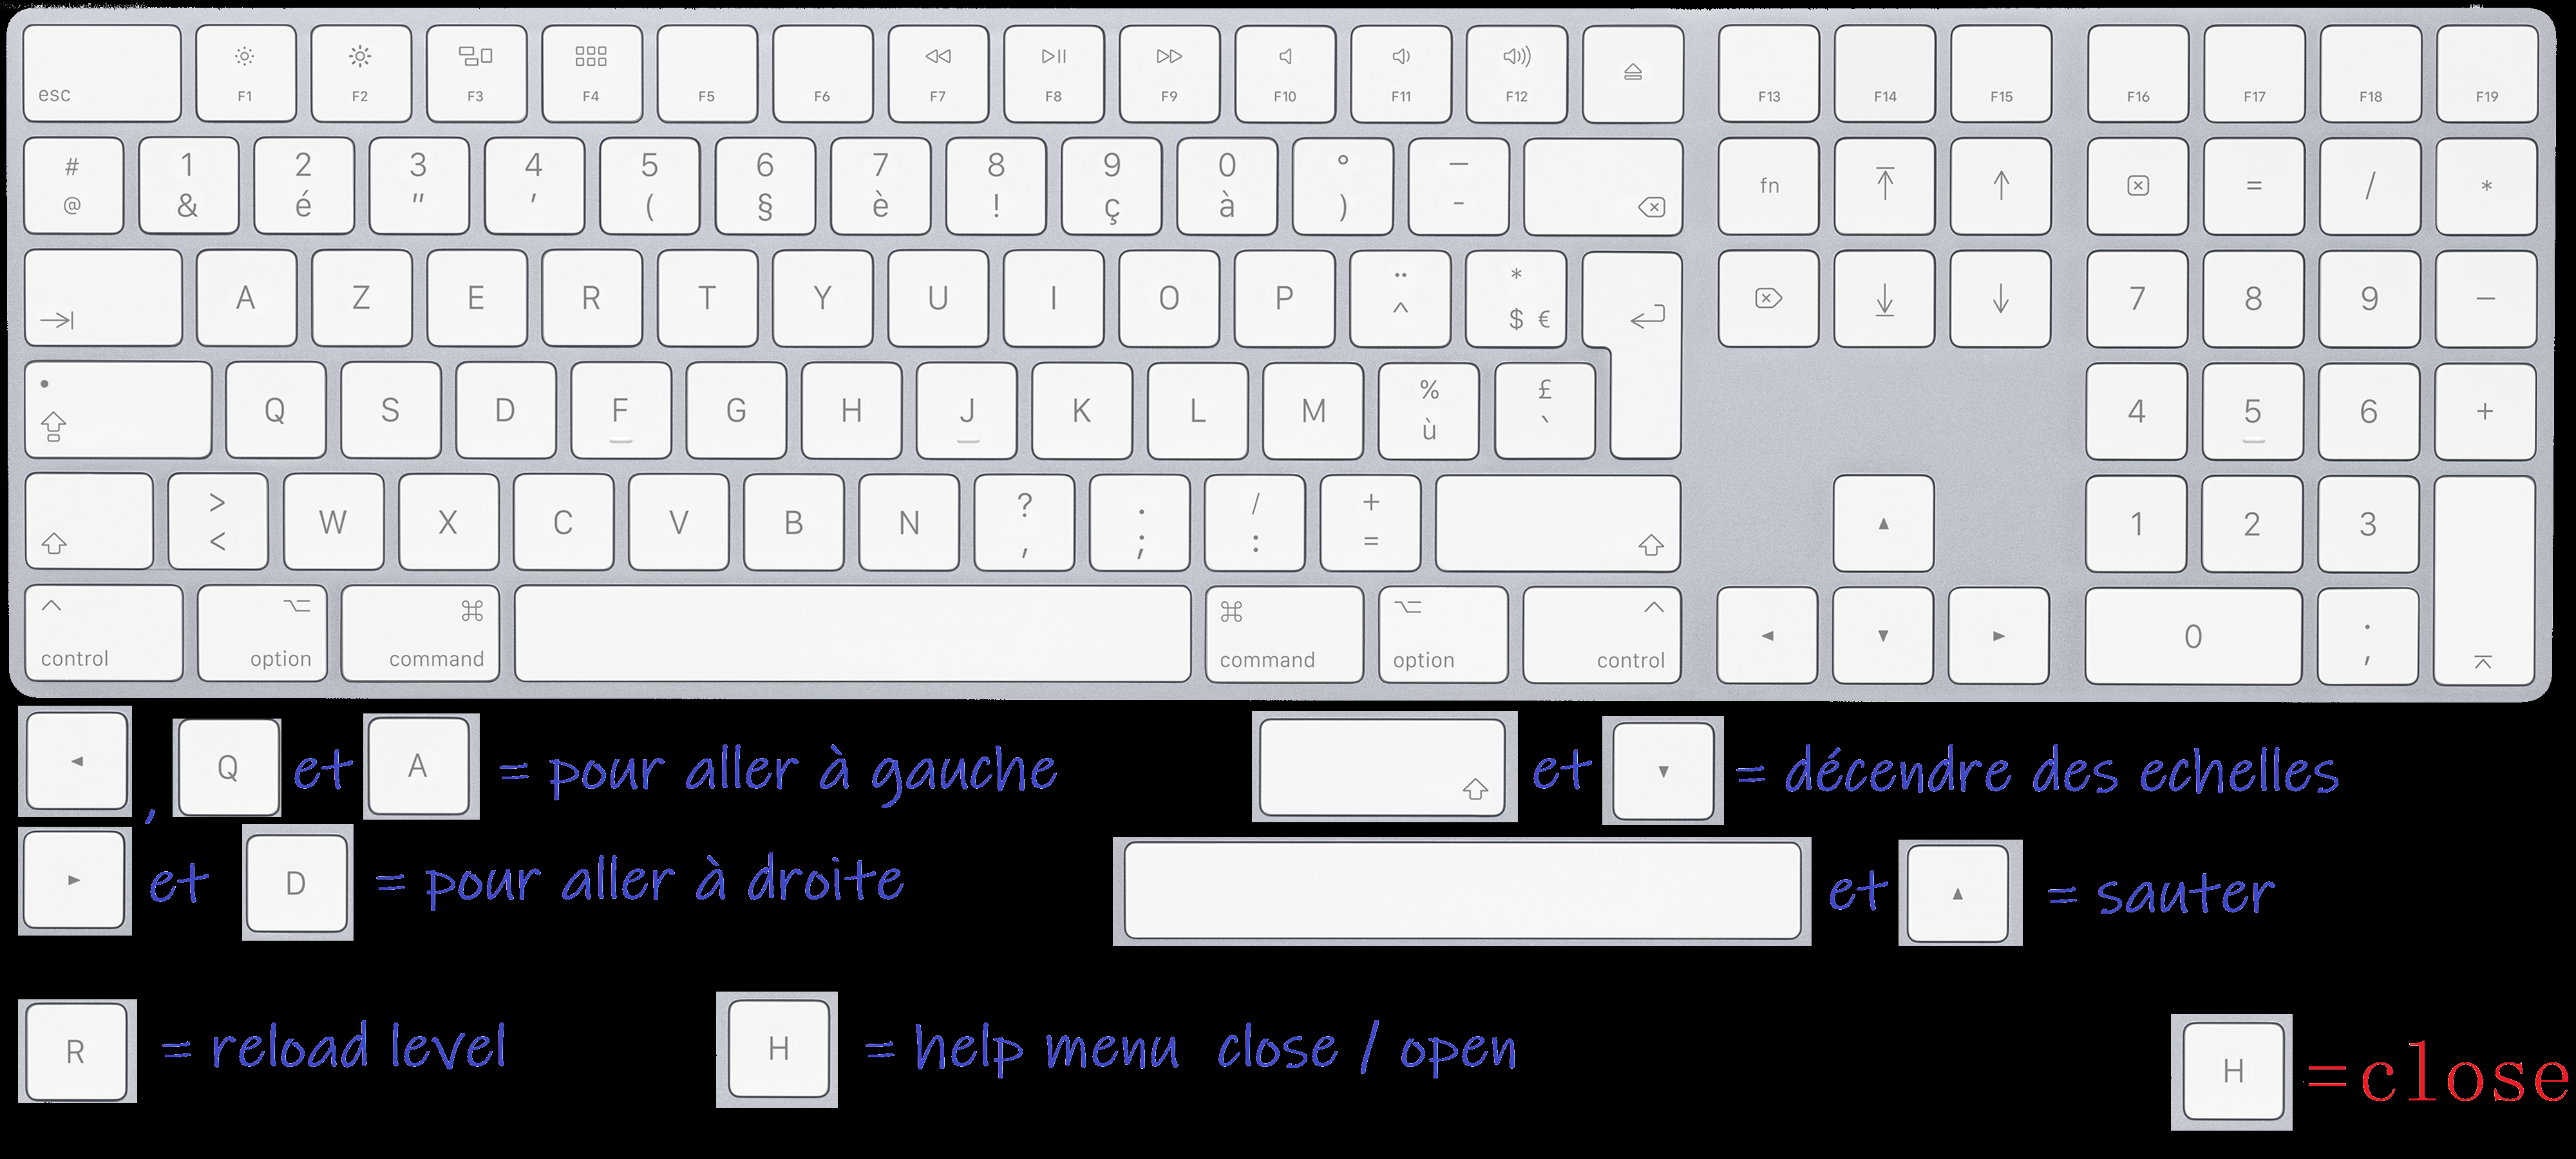 esc F1 F2 F3 F4 F5 F6 F7 F8 F9 F10 F11 F12 F13 F14 F15 F16 F17 F18 F19
# 1 2 3 4 5 6 7 8 9 0 ° _
@ & é " ' ( § è ! ç à ) - fn = / *
A Z E R T Y U I O P ¨ ^ * $ € 7 8 9 -
Q S D F G H J K L M % ù £ ` 4 5 6 +
> < W X C V B N ? , . ; / : + = 1 2 3
control option ⌘ command ⌘ command option control 0 . ,
◄ , Q et A = pour aller à gauche
⇧ et ▼ = décendre des echelles
► et D = pour aller à droite
et ▲ = sauter
R = reload level
H = help menu close / open
H =close